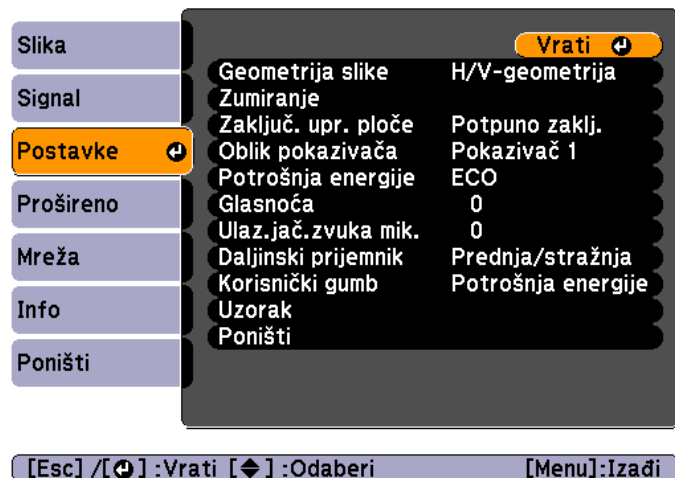 Slika
Signal
Postavke
Prošireno
Mreža
Info
Poništi
Vrati
Geometrija slike H/V-geometrija
Zumiranje
Zaključ. upr. ploče Potpuno zaklj.
Oblik pokazivača Pokazivač 1
Potrošnja energije ECO
Glasnoća 0
Ulaz.jač.zvuka mik. 0
Daljinski prijemnik Prednja/stražnja
Korisnički gumb Potrošnja energije
Uzorak
Poništi
[Esc] /[⏎] :Vrati [◆] :Odaberi [Menu]:Izađi